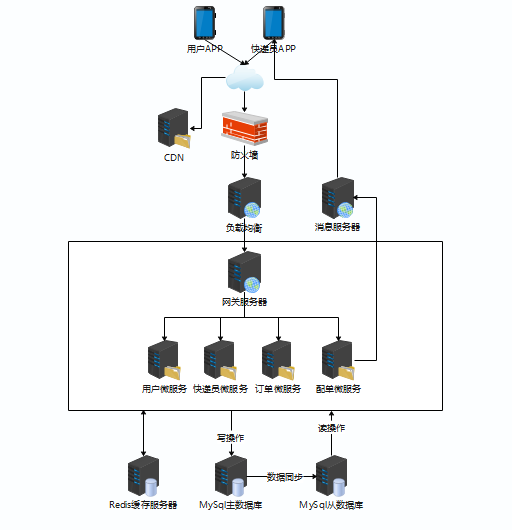 用户APP
快递员APP
CDN
防火墙
负载均衡
消息服务器
网关服务器
用户微服务
快递员微服务
订单微服务
配单微服务
写操作
读操作
数据同步
Redis缓存服务器
MySql主数据库
MySql从数据库